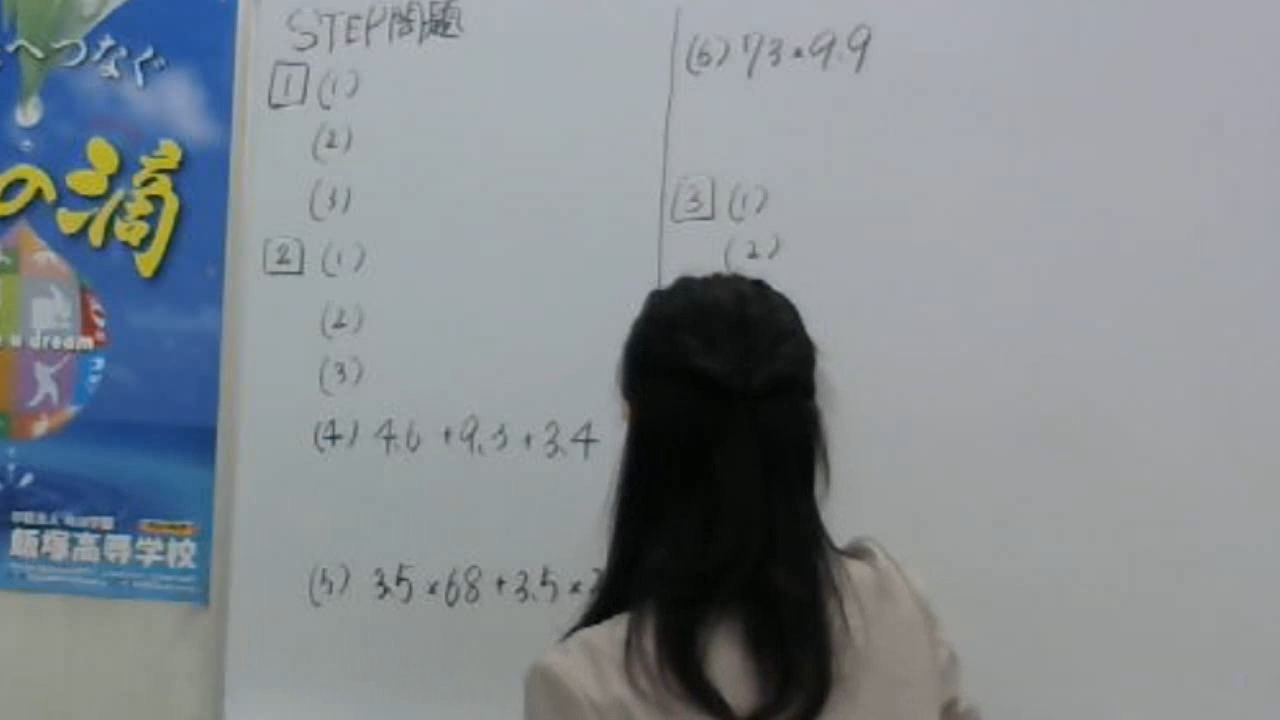 へつなぐ
の滴
u dream
飯塚高等学校
STEP問題
1 (1)
(2)
(3)
2 (1)
(2)
(3)
(4) 4.6 + 9.3 + 3.4
(5) 3.5 × 68 + 3.5 ×
(6) 73 × 9.9
3 (1)
(2)